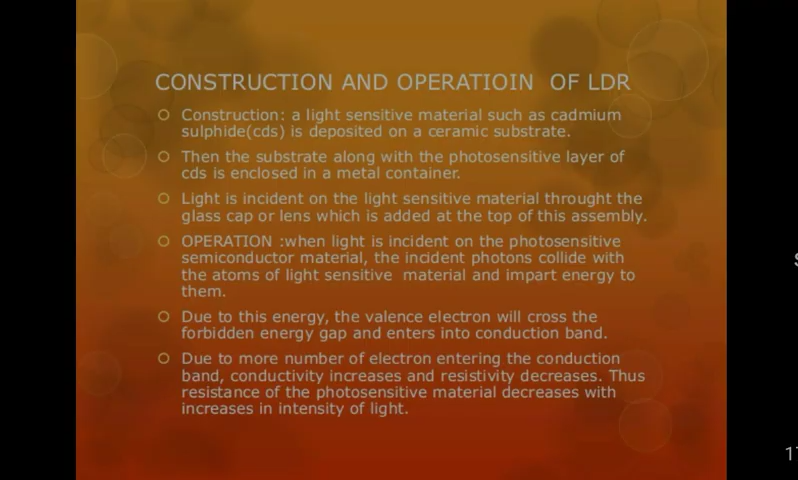 CONSTRUCTION AND OPERATIOIN OF LDR
Construction: a light sensitive material such as cadmium
sulphide(cds) is deposited on a ceramic substrate.
Then the substrate along with the photosensitive layer of
cds is enclosed in a metal container.
Light is incident on the light sensitive material throught the
glass cap or lens which is added at the top of this assembly.
OPERATION :when light is incident on the photosensitive
semiconductor material, the incident photons collide with
the atoms of light sensitive material and impart energy to
them.
Due to this energy, the valence electron will cross the
forbidden energy gap and enters into conduction band.
Due to more number of electron entering the conduction
band, conductivity increases and resistivity decreases. Thus
resistance of the photosensitive material decreases with
increases in intensity of light.